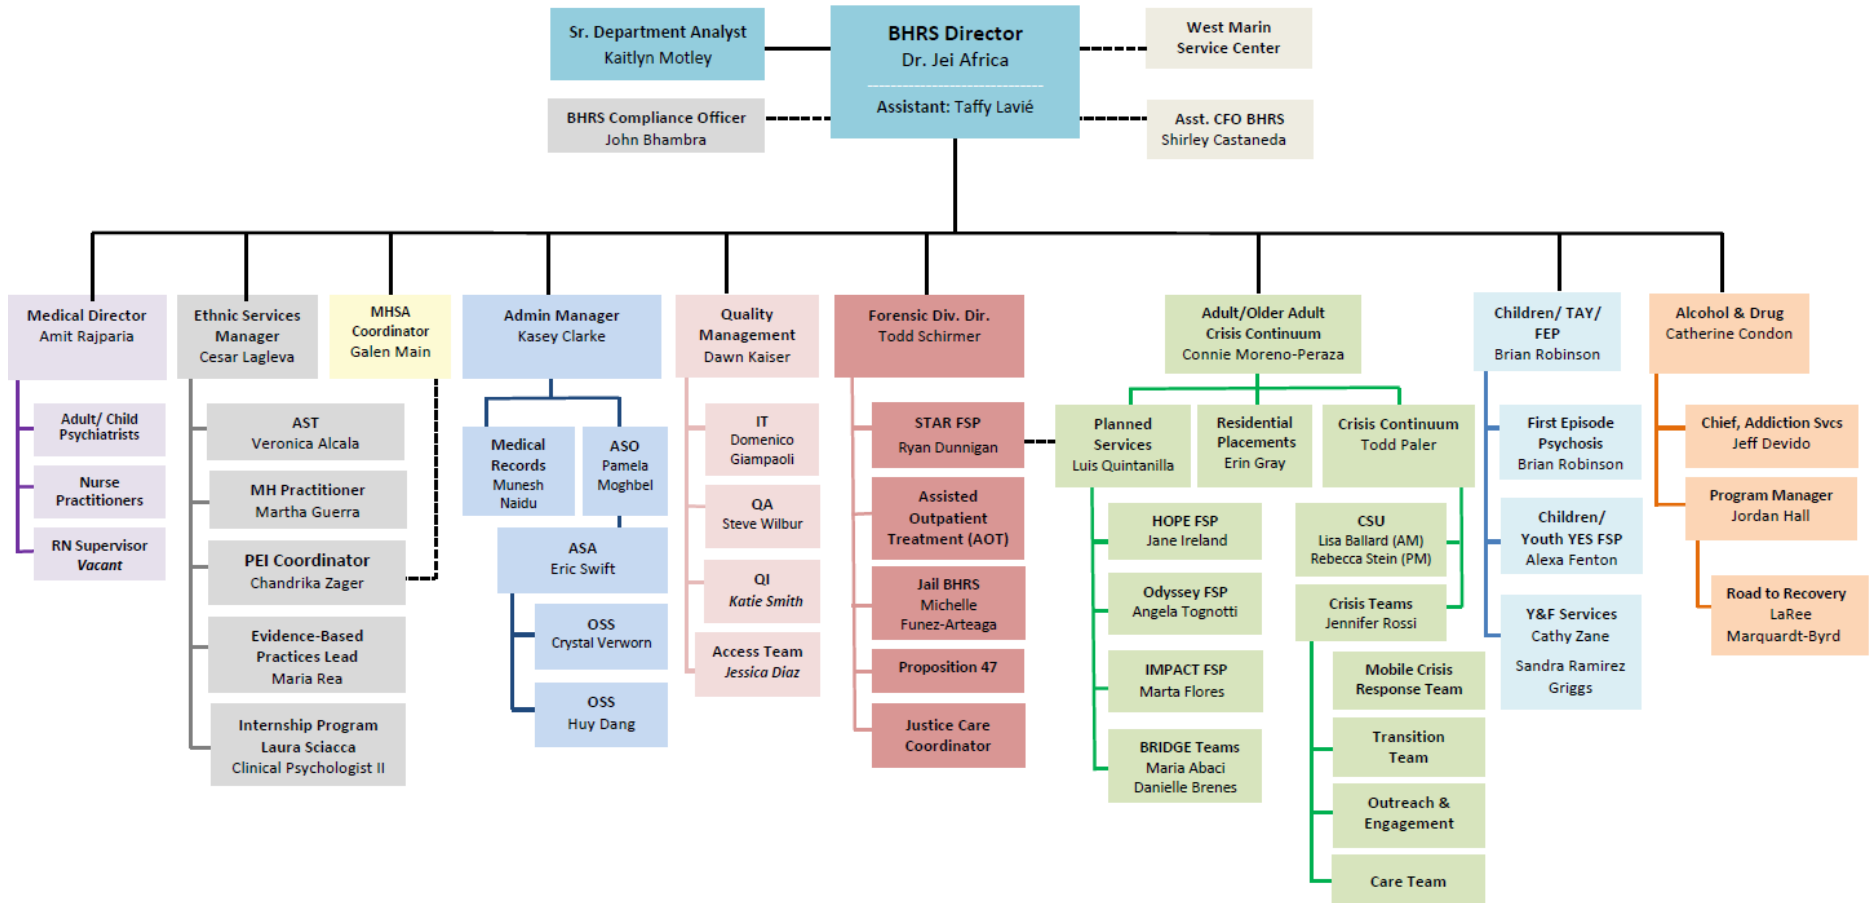 Sr. Department Analyst
Kaitlyn Motley
BHRS Director
Dr. Jei Africa
Assistant: Taffy Lavié
West Marin
Service Center
BHRS Compliance Officer
John Bhambra
Asst. CFO BHRS
Shirley Castaneda
Medical Director
Amit Rajparia
Adult/ Child
Psychiatrists
Nurse
Practitioners
RN Supervisor
Vacant
Ethnic Services
Manager
Cesar Lagleva
AST
Veronica Alcala
MH Practitioner
Martha Guerra
PEI Coordinator
Chandrika Zager
Evidence-Based
Practices Lead
Maria Rea
Internship Program
Laura Sciacca
Clinical Psychologist II
MHSA
Coordinator
Galen Main
Admin Manager
Kasey Clarke
Medical
Records
Munesh
Naidu
ASO
Pamela
Moghbel
ASA
Eric Swift
OSS
Crystal Verworn
OSS
Huy Dang
Quality
Management
Dawn Kaiser
IT
Domenico
Giampaoli
QA
Steve Wilbur
QI
Katie Smith
Access Team
Jessica Diaz
Forensic Div. Dir.
Todd Schirmer
STAR FSP
Ryan Dunnigan
Assisted
Outpatient
Treatment (AOT)
Jail BHRS
Michelle
Funez-Arteaga
Proposition 47
Justice Care
Coordinator
Adult/Older Adult
Crisis Continuum
Connie Moreno-Peraza
Planned
Services
Luis Quintanilla
HOPE FSP
Jane Ireland
Odyssey FSP
Angela Tognotti
IMPACT FSP
Marta Flores
BRIDGE Teams
Maria Abaci
Danielle Brenes
Residential
Placements
Erin Gray
Crisis Continuum
Todd Paler
CSU
Lisa Ballard (AM)
Rebecca Stein (PM)
Crisis Teams
Jennifer Rossi
Mobile Crisis
Response Team
Transition
Team
Outreach &
Engagement
Care Team
Children/ TAY/
FEP
Brian Robinson
First Episode
Psychosis
Brian Robinson
Children/
Youth YES FSP
Alexa Fenton
Y&F Services
Cathy Zane
Sandra Ramirez
Griggs
Alcohol & Drug
Catherine Condon
Chief, Addiction Svcs
Jeff Devido
Program Manager
Jordan Hall
Road to Recovery
LaRee
Marquardt-Byrd